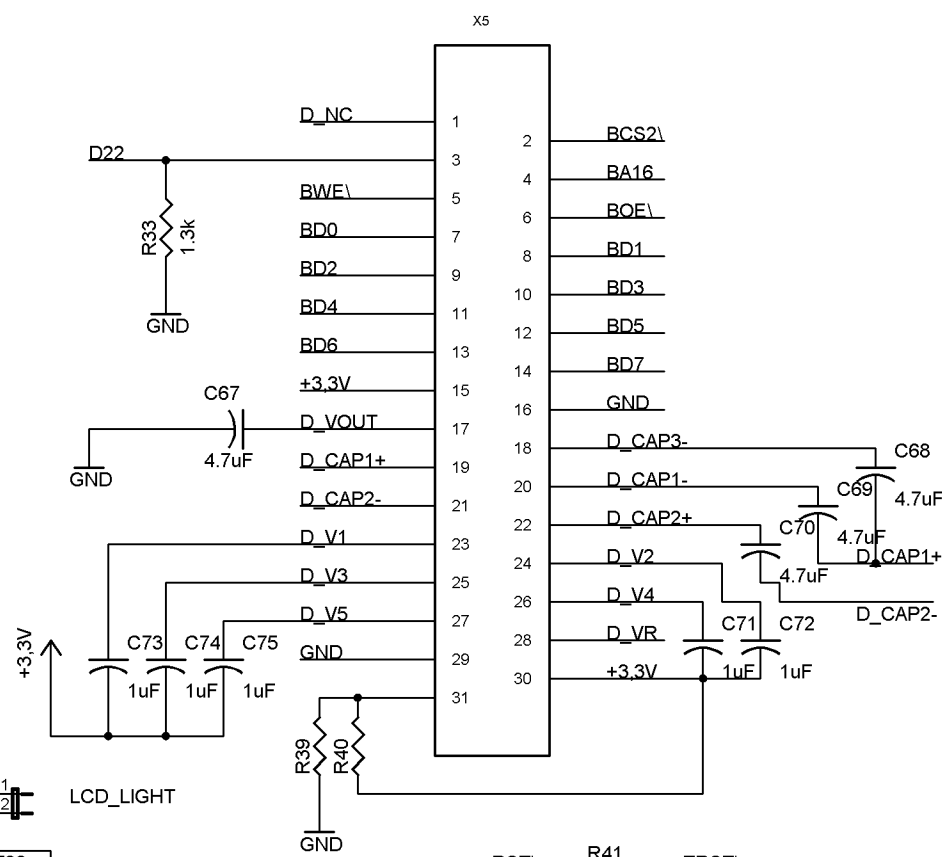 X5
D_NC 1
2 BCS2\
D22 3
4 BA16
BWE\ 5
6 BOE\
R33 1.3k
BD0 7
8 BD1
BD2 9
10 BD3
GND
BD4 11
12 BD5
BD6 13
14 BD7
+3,3V 15
16 GND
C67
D_VOUT 17
4.7uF
GND
18 D_CAP3-
C68
4.7uF
D_CAP1+ 19
20 D_CAP1-
C69
4.7uF
D_CAP2- 21
22 D_CAP2+
C70
4.7uF
D_CAP1+
D_V1 23
24 D_V2
D_V3 25
26 D_V4
D_CAP2-
D_V5 27
28 D_VR
C71
1uF
C72
1uF
+3,3V
C73
1uF
C74
1uF
C75
1uF
GND 29
30 +3,3V
31
R39
R40
GND
1
2
LCD_LIGHT
R41